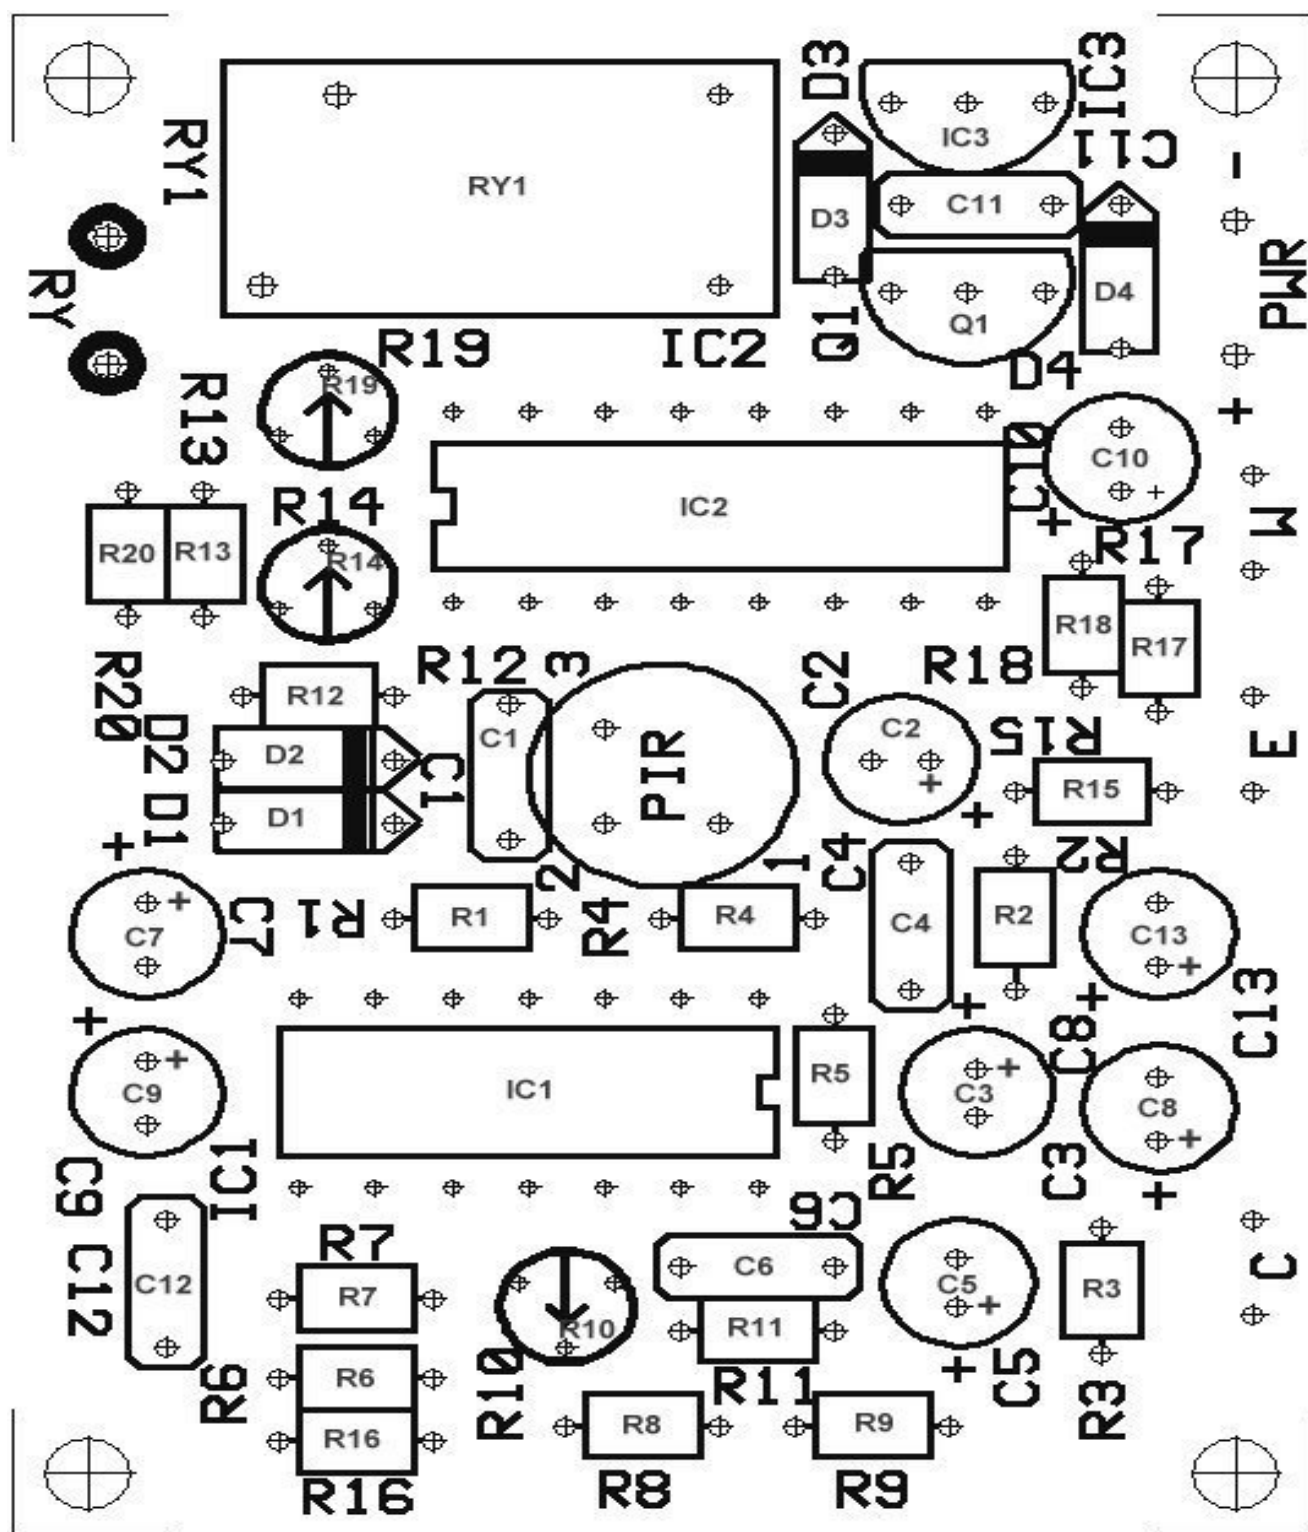 D3
IC3
IC3
RY1
RY1
C11
D3
C11
-
RY
D4
PWR
Q1
Q1
R19
IC2
D4
R19
+
R13
C10
C10
+
R14
IC2
+
M
R17
R20
R13
R14
R18
R17
R12
3
C2
R18
R20
R12
D2
C1
C2
R15
E
D2
C1
PIR
+
+
R15
D1
D1
+
1
C4
R2
2
+
C7
C7
R1
R1
R4
R4
C4
R2
C13
+
+
+
+
C13
C8
+
+
C9
IC1
R5
C3
C8
+
IC1
R5
C3
+
C9
C6
R7
C12
C12
R7
C6
C5
+
R3
C
R10
R11
R6
R6
R10
R11
+
C5
R3
R16
R8
R9
R16
R8
R9